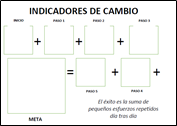 INDICADORES DE CAMBIO
INICIO PASO 1 PASO 2 PASO 3
+ + +
= + +
META PASO 5 PASO 4
El éxito es la suma de
pequeños esfuerzos repetidos
día tras día